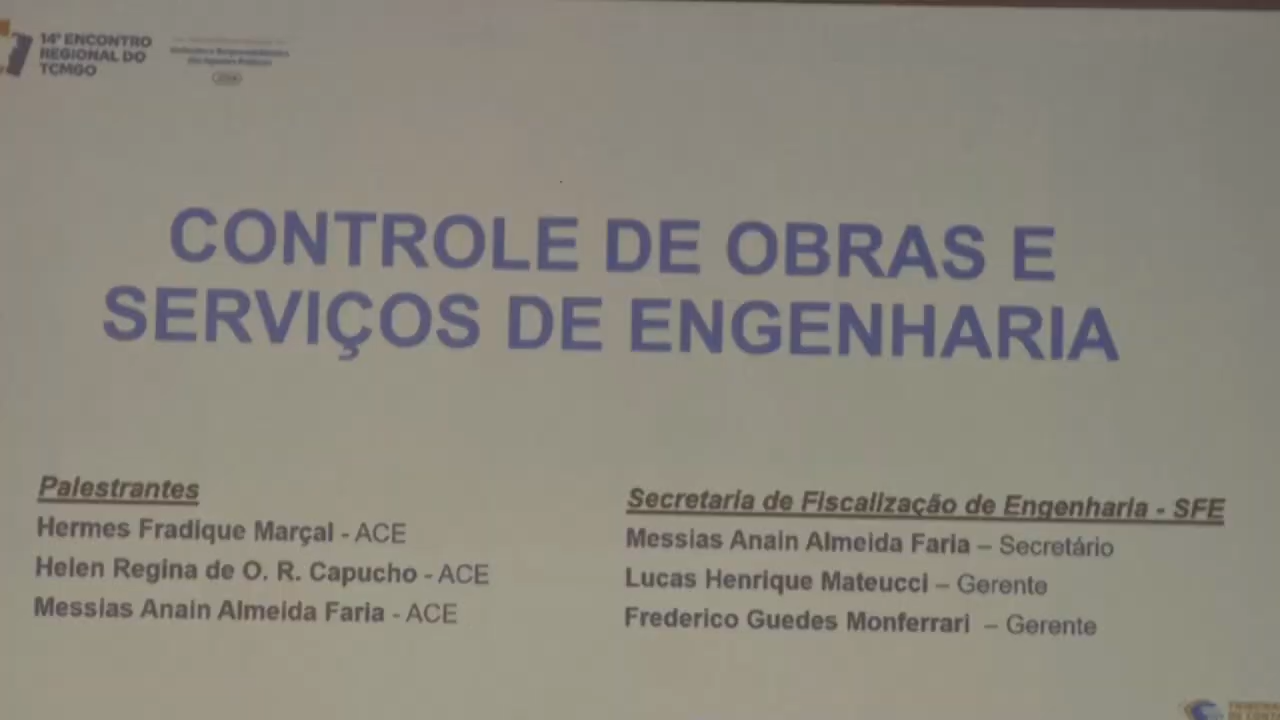 14º ENCONTRO
REGIONAL DO
TCMGO
CONTROLE DE OBRAS E
SERVIÇOS DE ENGENHARIA
Palestrantes
Hermes Fradique Marçal - ACE
Helen Regina de O. R. Capucho - ACE
Messias Anain Almeida Faria - ACE
Secretaria de Fiscalização de Engenharia - SFE
Messias Anain Almeida Faria – Secretário
Lucas Henrique Mateucci – Gerente
Frederico Guedes Monferrari – Gerente